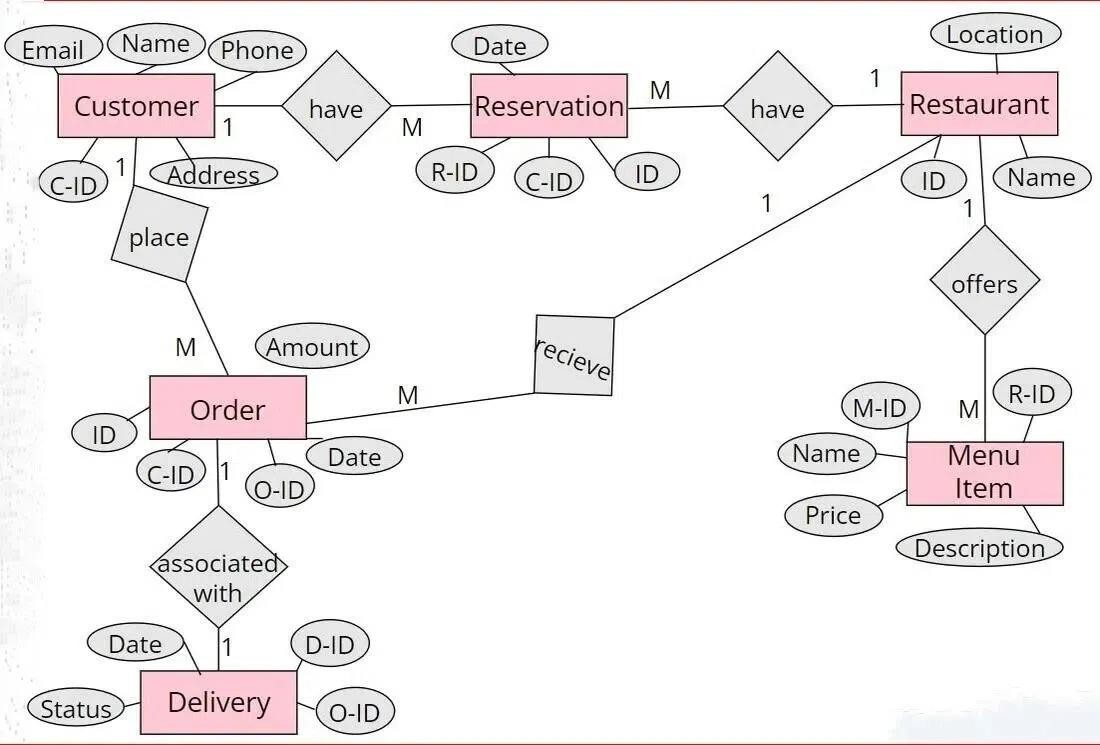 Email
Name
Phone
Customer
C-ID
Address
1
1
have
M
Date
Reservation
R-ID
C-ID
ID
M
have
1
Location
Restaurant
ID
Name
1
offers
M
place
M
1
recieve
M
Amount
Order
ID
C-ID
O-ID
Date
1
associated
with
1
Date
D-ID
Status
Delivery
O-ID
M-ID
R-ID
Name
Menu
Item
Price
Description